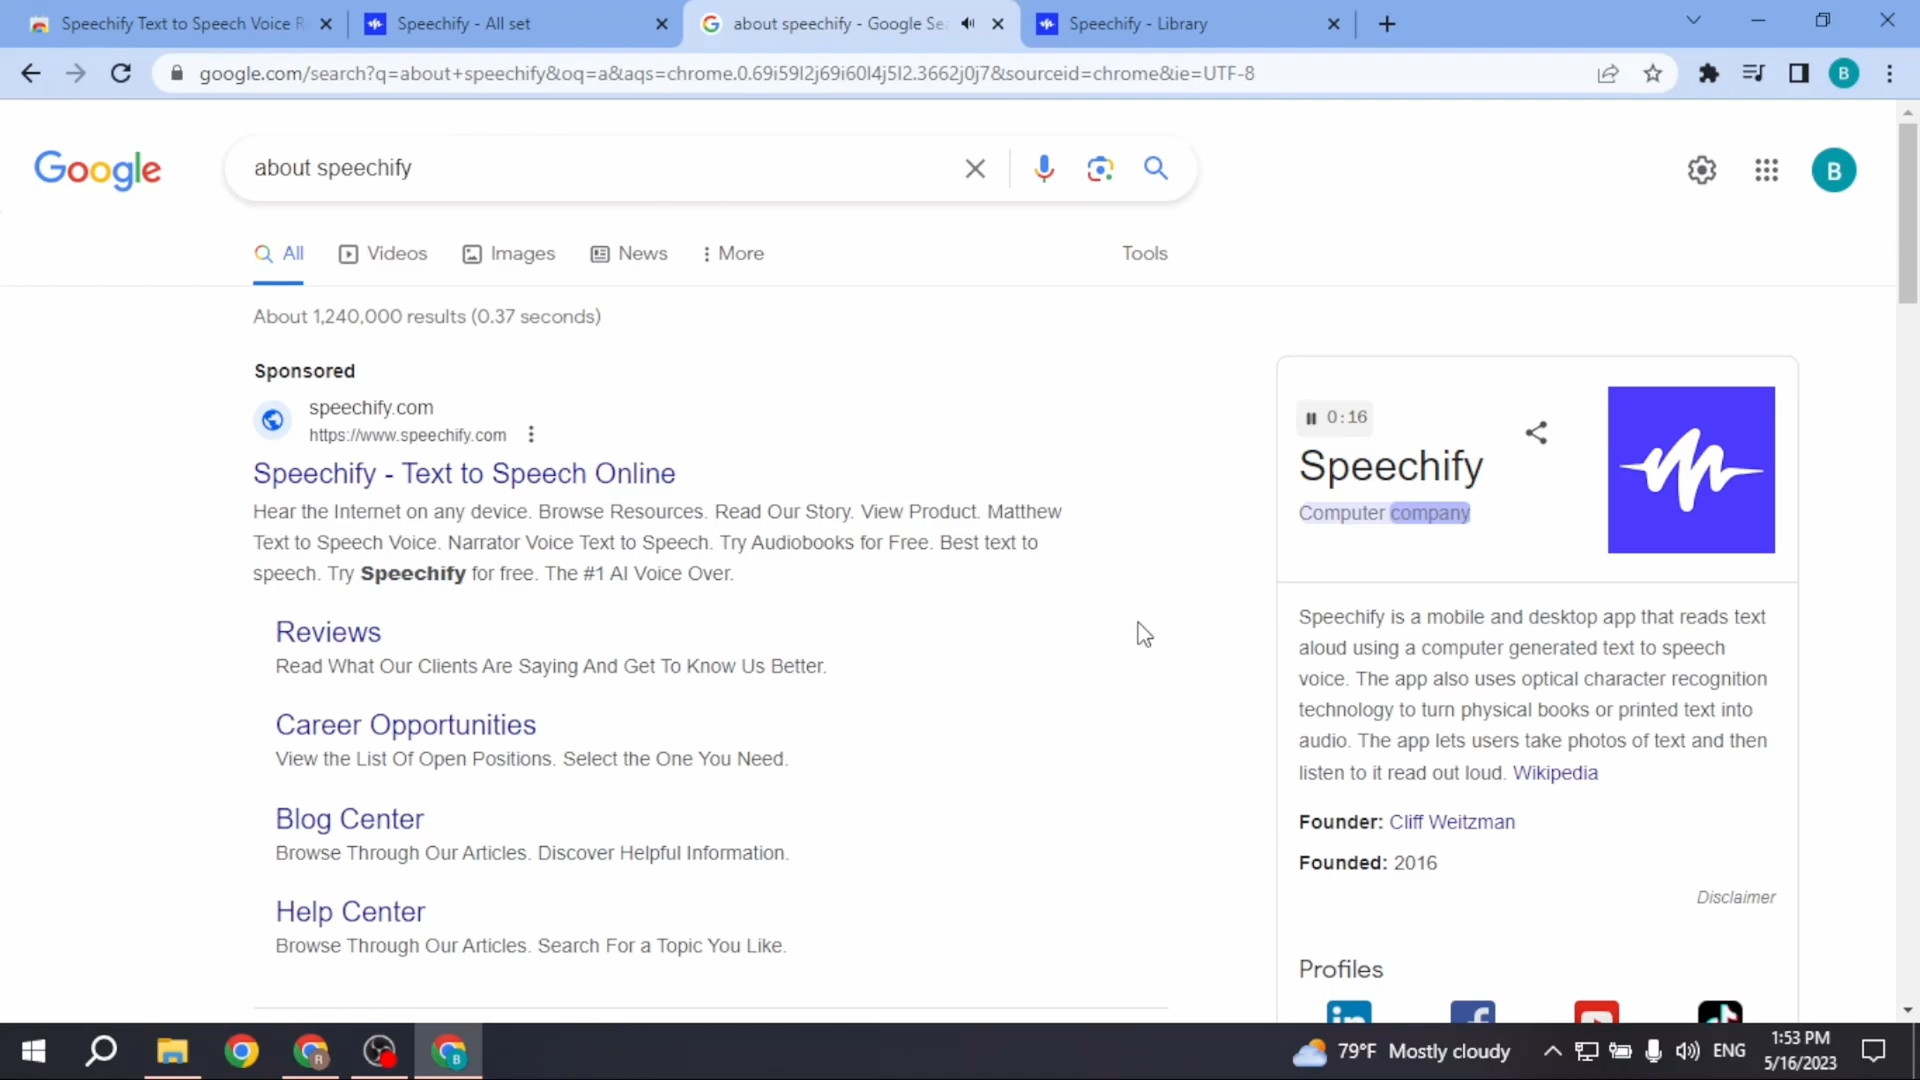 Speechify Text to Speech Voice R
Speechify - All set
about speechify - Google Sea
Speechify - Library
google.com/search?q=about+speechify&oq=a&aqs=chrome.0.69i59l2j69i60l4j5l2.3662j0j7&sourceid=chrome&ie=UTF-8
B
Google
about speechify
B
All
Videos
Images
News
More
Tools
About 1,240,000 results (0.37 seconds)
Sponsored
speechify.com
https://www.speechify.com
Speechify - Text to Speech Online
Hear the Internet on any device. Browse Resources. Read Our Story. View Product. Matthew
Text to Speech Voice. Narrator Voice Text to Speech. Try Audiobooks for Free. Best text to
speech. Try Speechify for free. The #1 AI Voice Over.
Reviews
Read What Our Clients Are Saying And Get To Know Us Better.
Career Opportunities
View the List Of Open Positions. Select the One You Need.
Blog Center
Browse Through Our Articles. Discover Helpful Information.
Help Center
Browse Through Our Articles. Search For a Topic You Like.
0:16
Speechify
Computer company
Speechify is a mobile and desktop app that reads text
aloud using a computer generated text to speech
voice. The app also uses optical character recognition
technology to turn physical books or printed text into
audio. The app lets users take photos of text and then
listen to it read out loud. Wikipedia
Founder: Cliff Weitzman
Founded: 2016
Disclaimer
Profiles
R
B
79°F Mostly cloudy
ENG
1:53 PM
5/16/2023